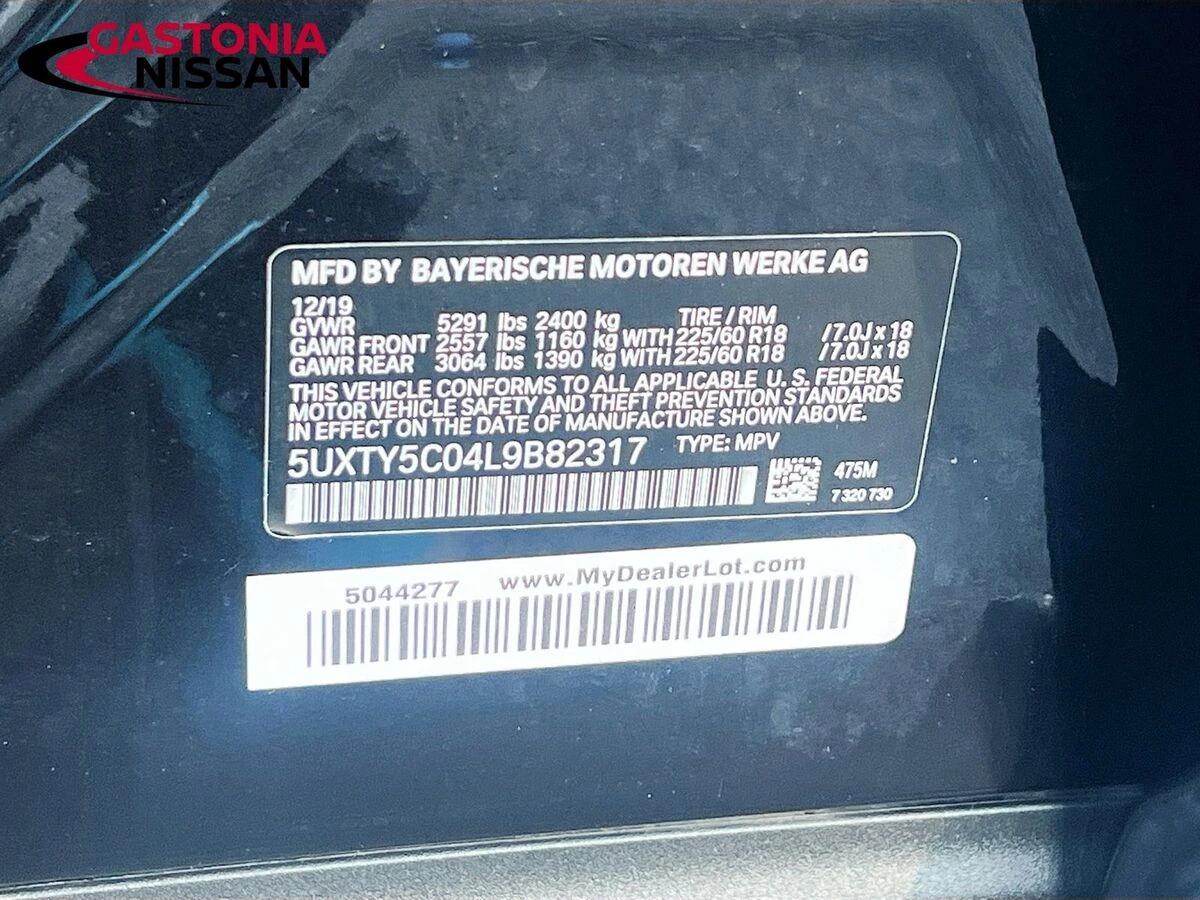 GASTONIA
NISSAN
MFD BY BAYERISCHE MOTOREN WERKE AG
12/19
GVWR 5291 lbs 2400 kg TIRE / RIM
GAWR FRONT 2557 lbs 1160 kg WITH 225/60 R18 /7.0J x 18
GAWR REAR 3064 lbs 1390 kg WITH 225/60 R18 /7.0J x 18
THIS VEHICLE CONFORMS TO ALL APPLICABLE U. S. FEDERAL
MOTOR VEHICLE SAFETY AND THEFT PREVENTION STANDARDS
IN EFFECT ON THE DATE OF MANUFACTURE SHOWN ABOVE.
5UXTY5C04L9B82317 TYPE: MPV
475M
7 320 730
5044277 www.MyDealerLot.com